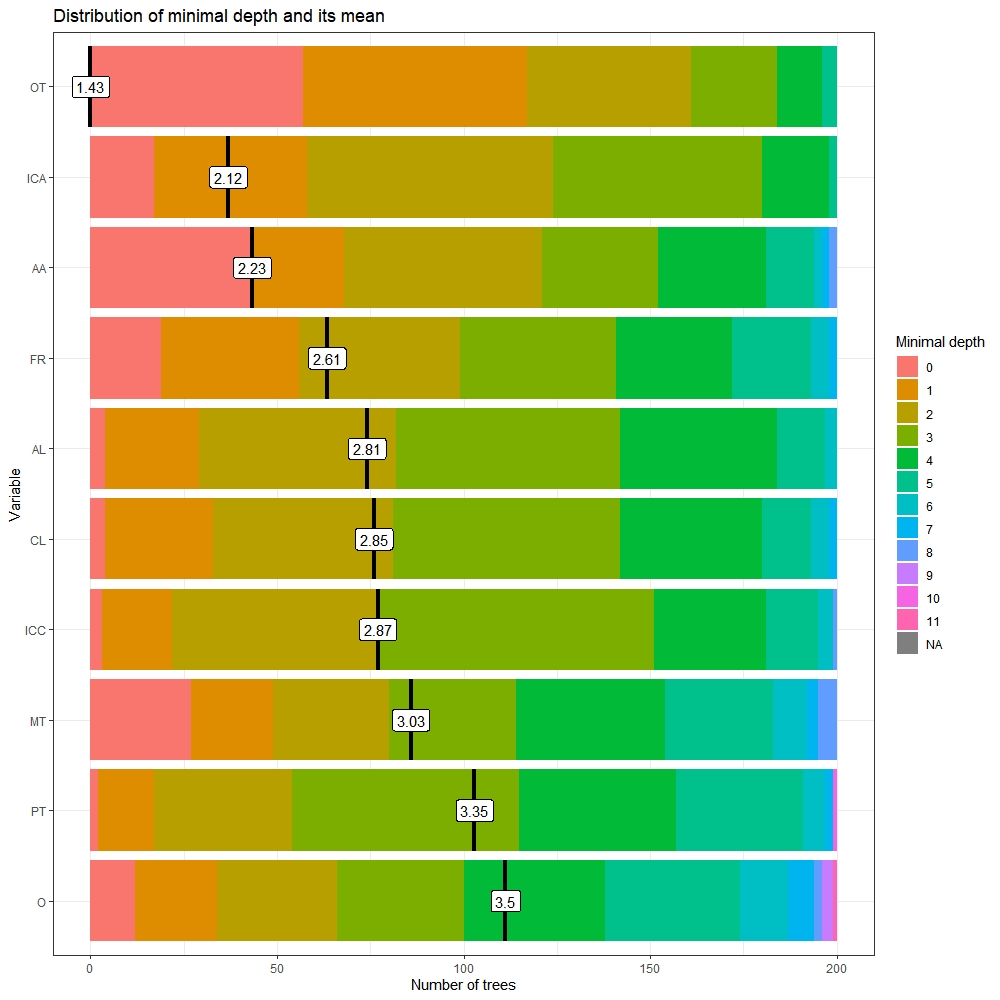 Distribution of minimal depth and its mean
OT
1.43
ICA
2.12
AA
2.23
FR
2.61
AL
2.81
CL
2.85
ICC
2.87
MT
3.03
PT
3.35
O
3.5
Variable
0 50 100 150 200
Number of trees
Minimal depth
0
1
2
3
4
5
6
7
8
9
10
11
NA